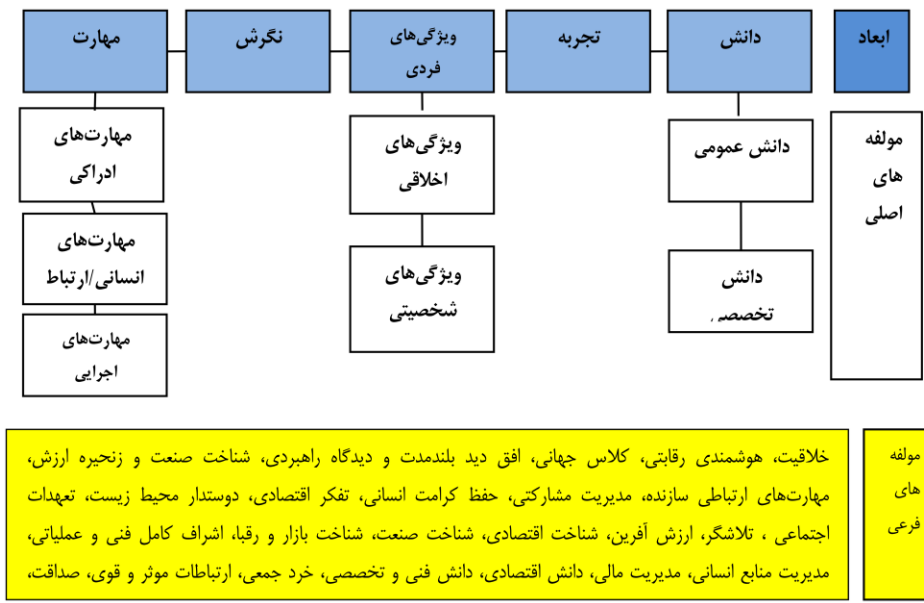 ابعاد
دانش
تجربه
ویژگی‌های
فردی
نگرش
مهارت
مولفه
های
اصلی
دانش عمومی
دانش
تخصصی
ویژگی‌های
اخلاقی
ویژگی‌های
شخصیتی
مهارت‌های
ادراکی
مهارت‌های
انسانی/ارتباط
مهارت‌های
اجرایی
مولفه
های
فرعی
خلاقیت، هوشمندی رقابتی، کلاس جهانی، افق دید بلندمدت و دیدگاه راهبردی، شناخت صنعت و زنجیره ارزش،
مهارت‌های ارتباطی سازنده، مدیریت مشارکتی، حفظ کرامت انسانی، تفکر اقتصادی، دوستدار محیط زیست، تعهدات
اجتماعی ، تلاشگر، ارزش آفرین، شناخت اقتصادی، شناخت صنعت، شناخت بازار و رقبا، اشراف کامل فنی و عملیاتی،
مدیریت منابع انسانی، مدیریت مالی، دانش اقتصادی، دانش فنی و تخصصی، خرد جمعی، ارتباطات موثر و قوی، صداقت،